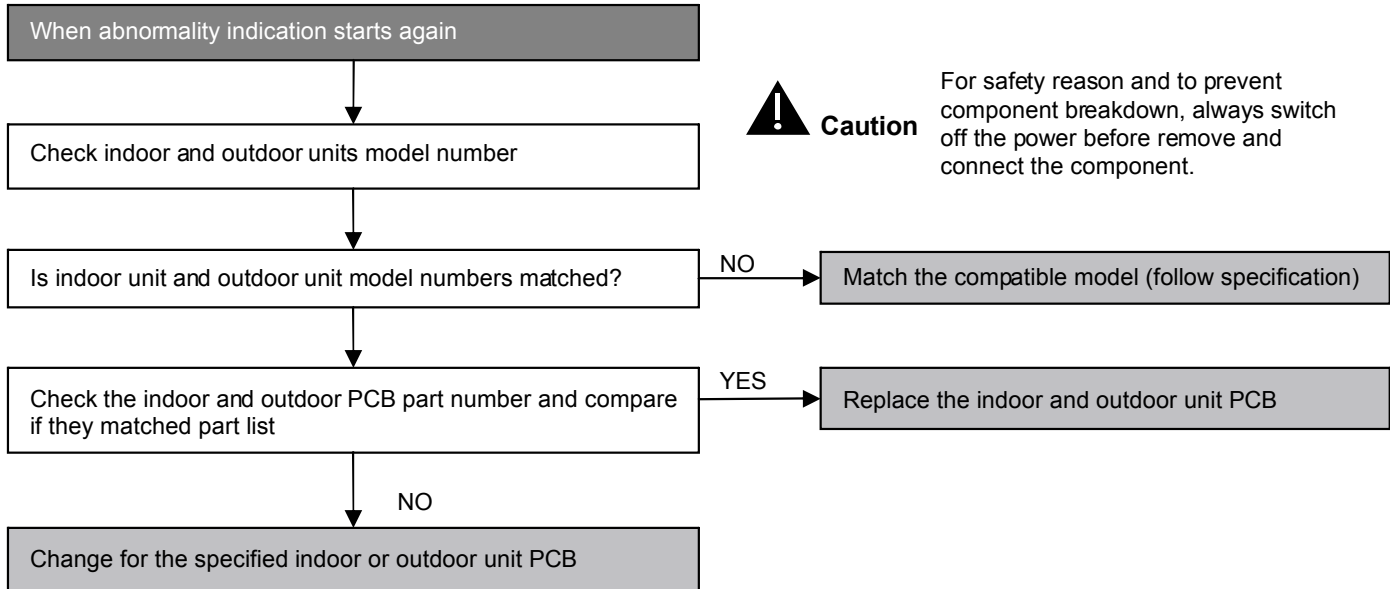 When abnormality indication starts again
Caution
For safety reason and to prevent
component breakdown, always switch
off the power before remove and
connect the component.
Check indoor and outdoor units model number
Is indoor unit and outdoor unit model numbers matched?
NO
Match the compatible model (follow specification)
Check the indoor and outdoor PCB part number and compare
if they matched part list
YES
Replace the indoor and outdoor unit PCB
NO
Change for the specified indoor or outdoor unit PCB